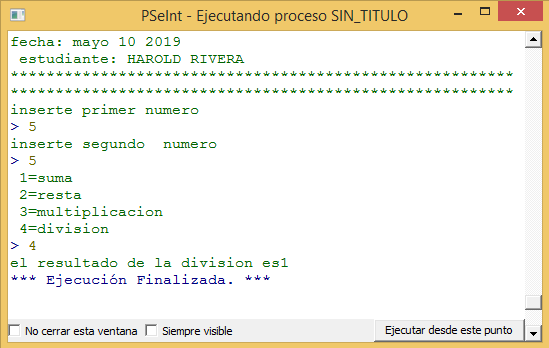 PSeInt - Ejecutando proceso SIN_TITULO
fecha: mayo 10 2019
estudiante: HAROLD RIVERA
********************************************************
********************************************************
inserte primer numero
> 5
inserte segundo  numero
> 5
1=suma
2=resta
3=multiplicacion
4=division
> 4
el resultado de la division es1
*** Ejecución Finalizada. ***
No cerrar esta ventana Siempre visible Ejecutar desde este punto